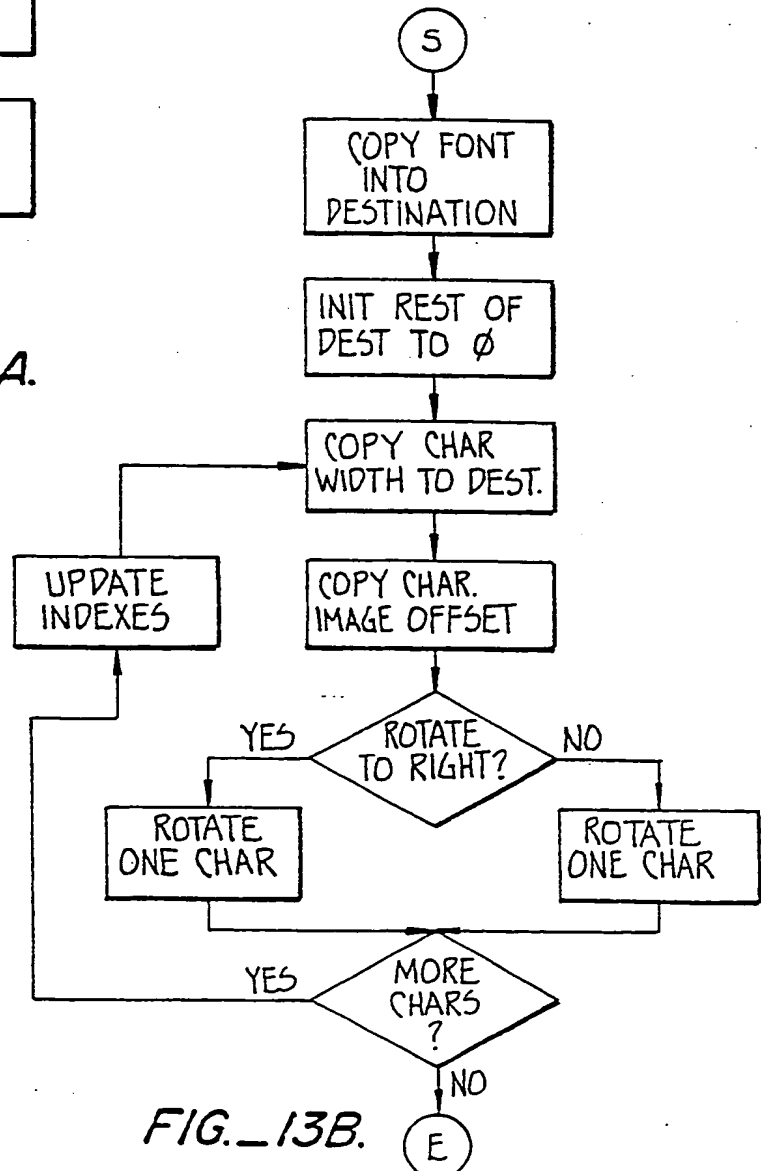 S
COPY FONT
INTO
DESTINATION
INIT REST OF
DEST TO Ø
A.
COPY CHAR
WIDTH TO DEST.
UPDATE
INDEXES
COPY CHAR.
IMAGE OFFSET
YES
ROTATE
TO RIGHT?
NO
ROTATE
ONE CHAR
ROTATE
ONE CHAR
YES
MORE
CHARS
?
NO
FIG._13B.
E